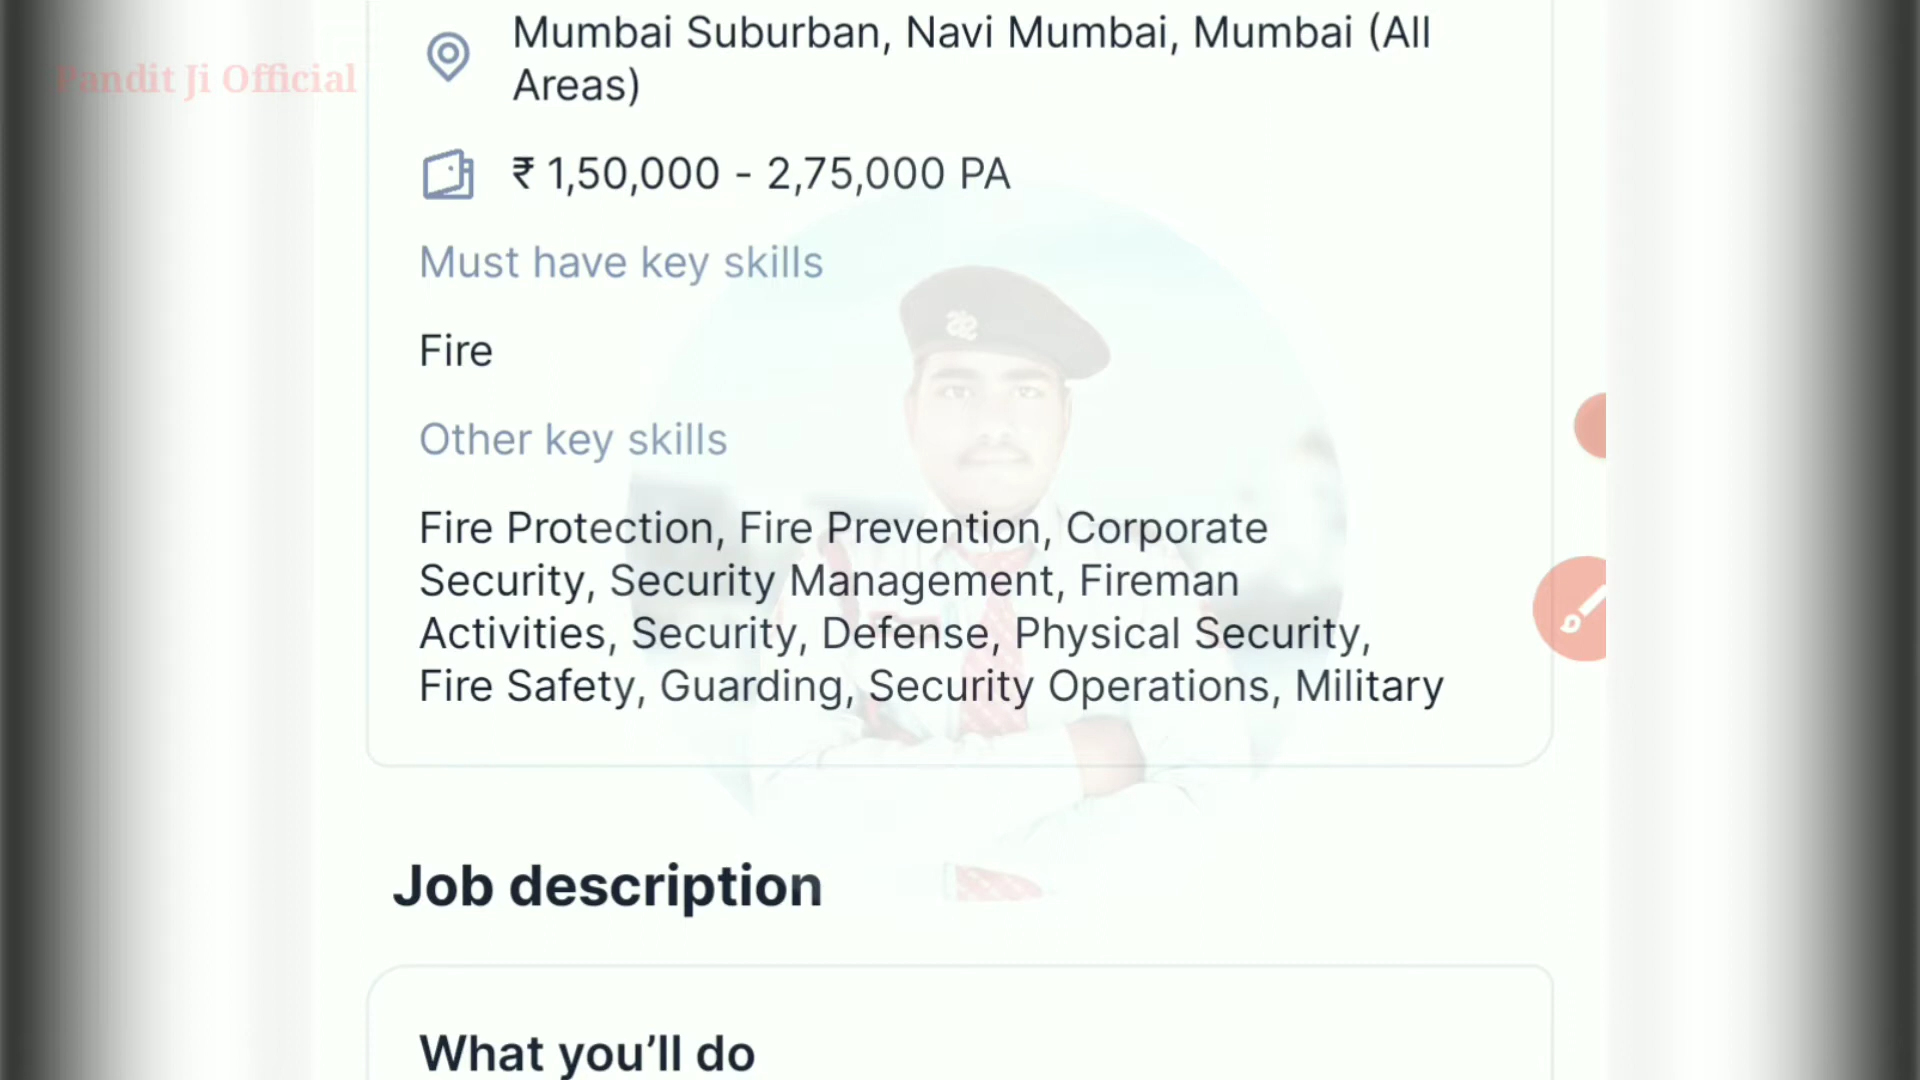 Mumbai Suburban, Navi Mumbai, Mumbai (All
Areas)
Pandit Ji Official
₹ 1,50,000 - 2,75,000 PA
Must have key skills
Fire
Other key skills
Fire Protection, Fire Prevention, Corporate
Security, Security Management, Fireman
Activities, Security, Defense, Physical Security,
Fire Safety, Guarding, Security Operations, Military
Job description
What you’ll do